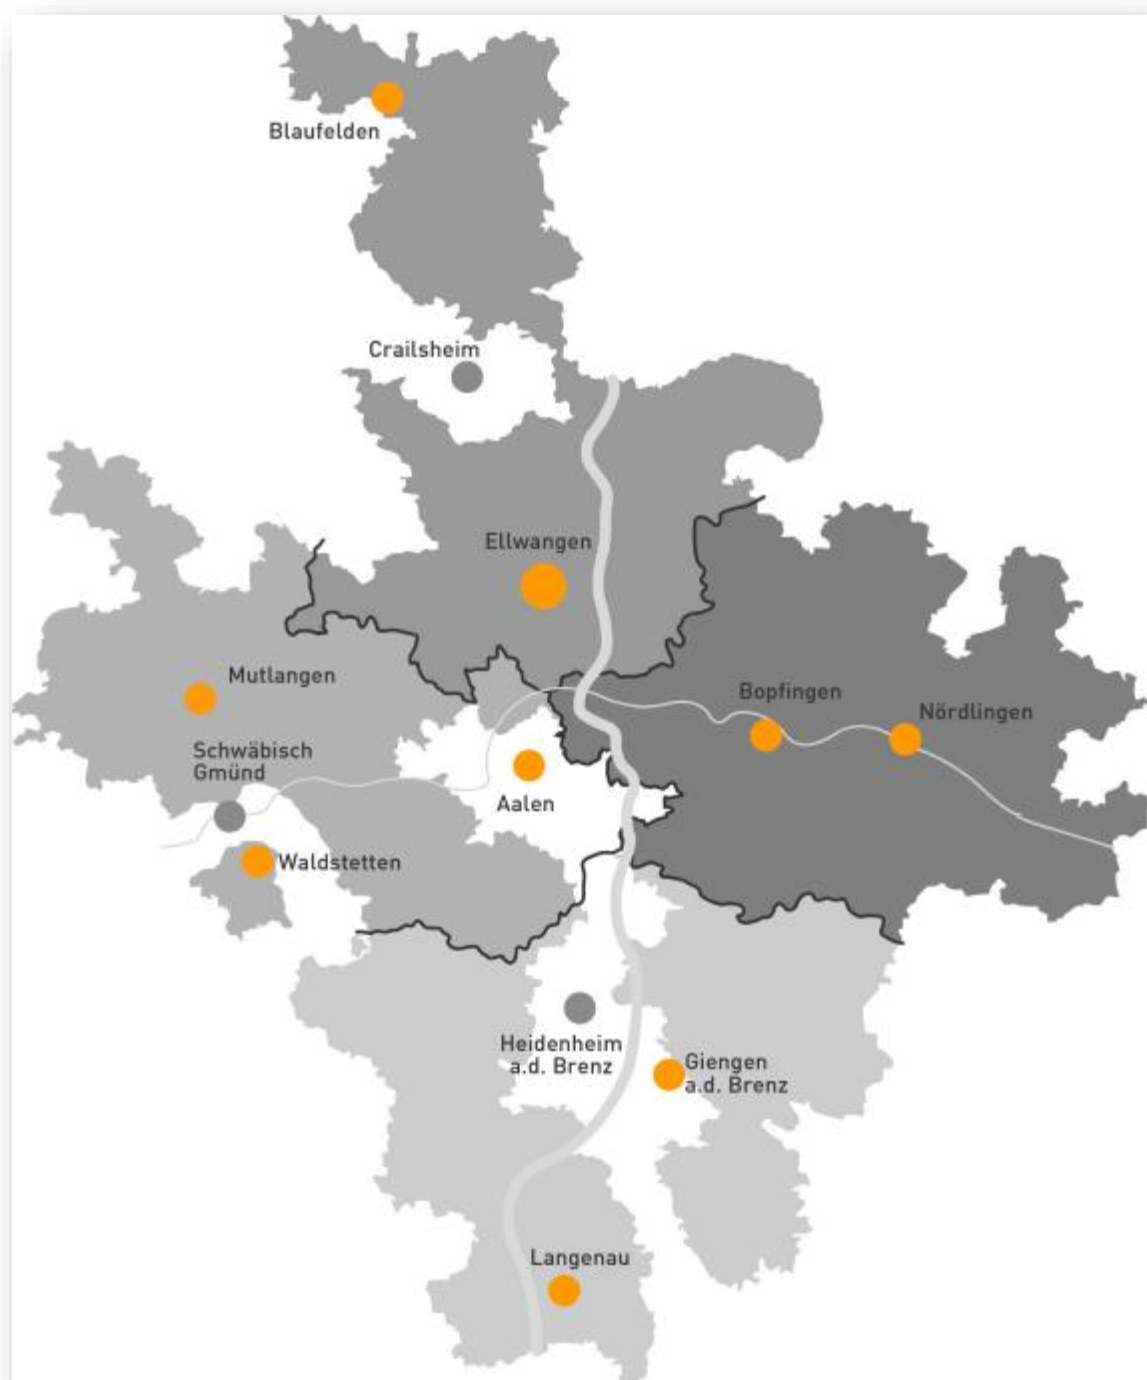 Blaufelden
Crailsheim
Ellwangen
Mutlangen
Bopfingen
Nördlingen
Schwäbisch
Gmünd
Aalen
Waldstetten
Heidenheim
a.d. Brenz
Giengen
a.d. Brenz
Langenau